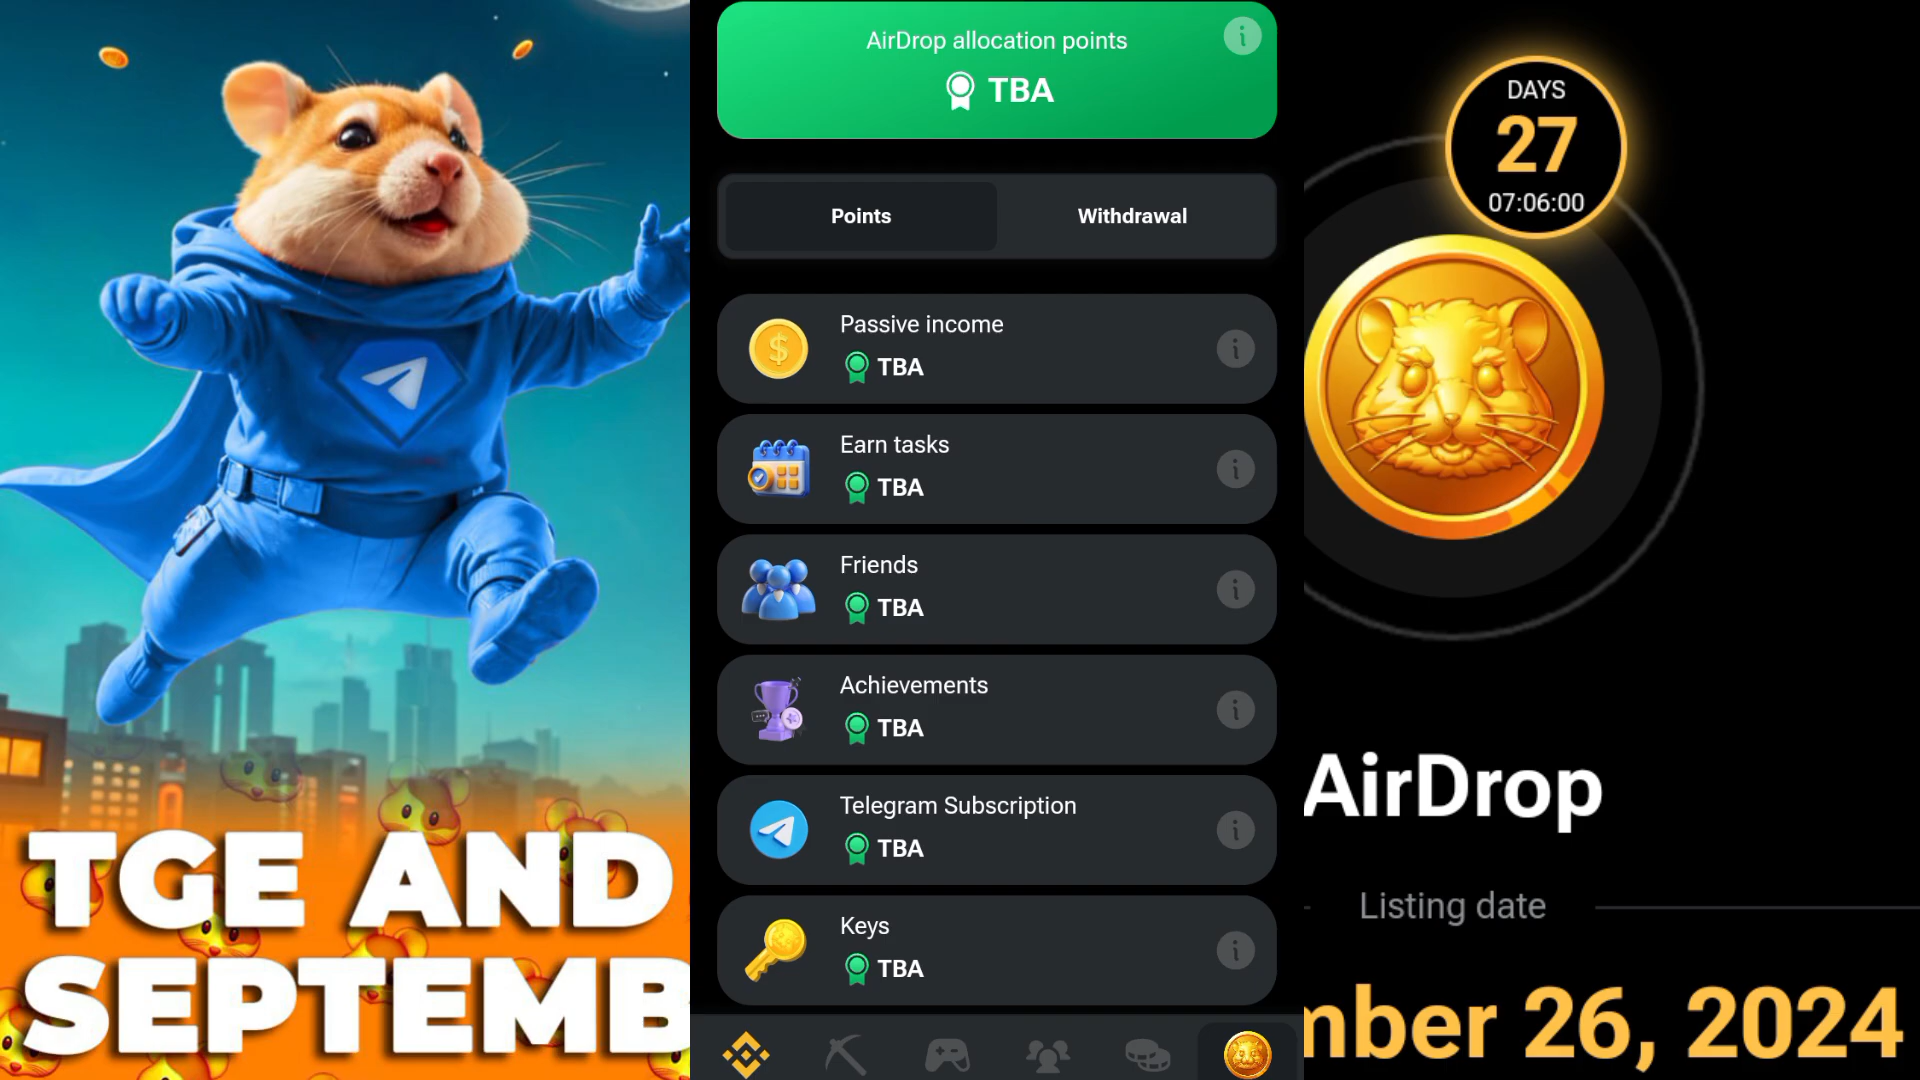 TGE AND
SEPTEMB
AirDrop allocation points
TBA
Points
Withdrawal
Passive income
TBA
Earn tasks
TBA
Friends
TBA
Achievements
TBA
Telegram Subscription
TBA
Keys
TBA
DAYS
27
07:06:00
AirDrop
Listing date
mber 26, 2024